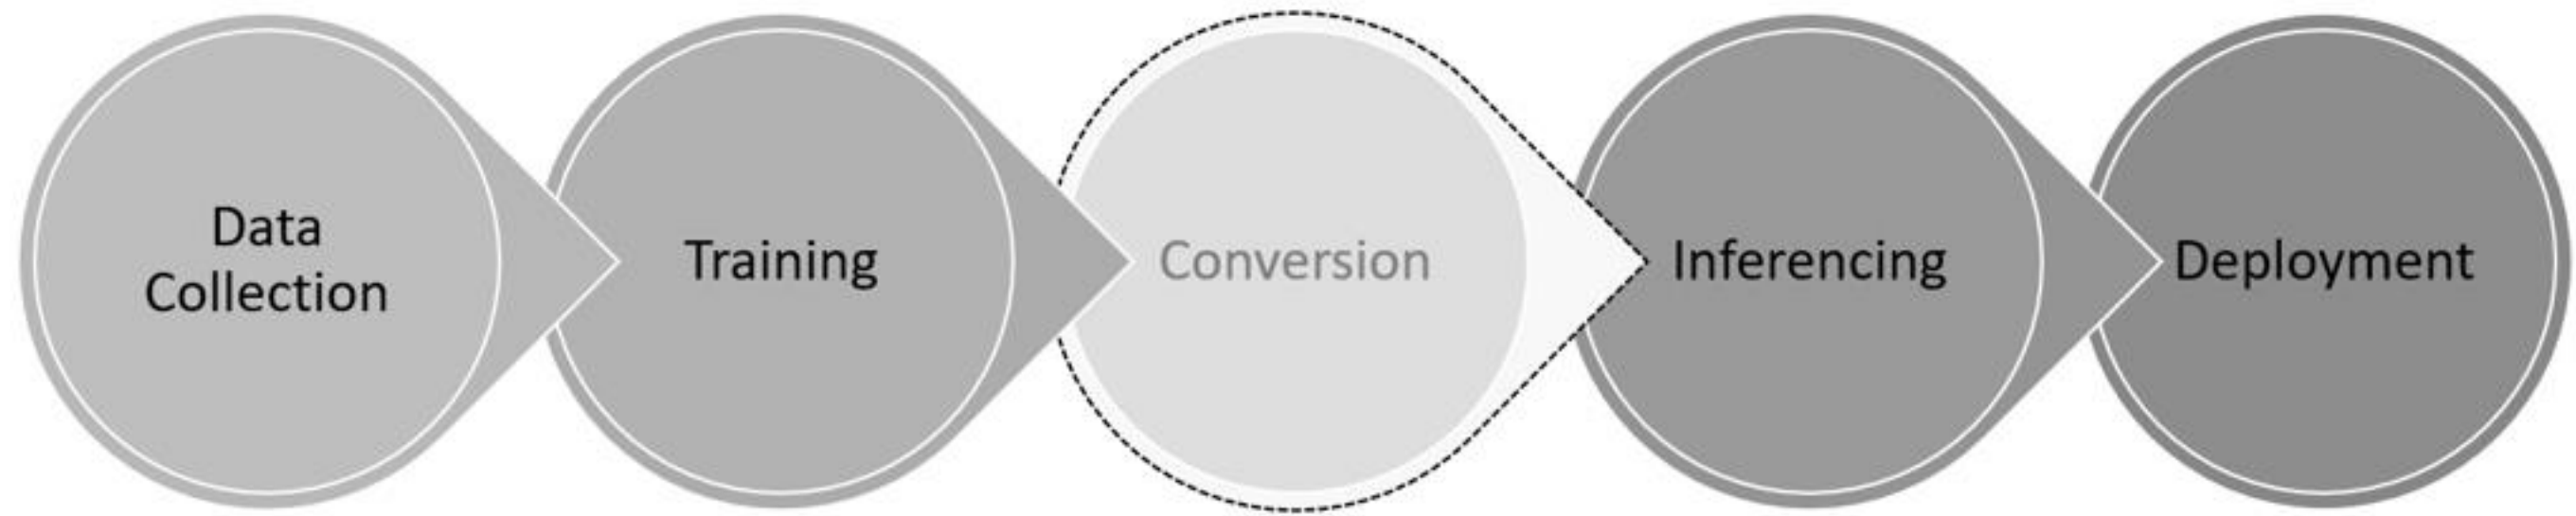 Data
Collection
Training
Conversion
Inferencing
Deployment